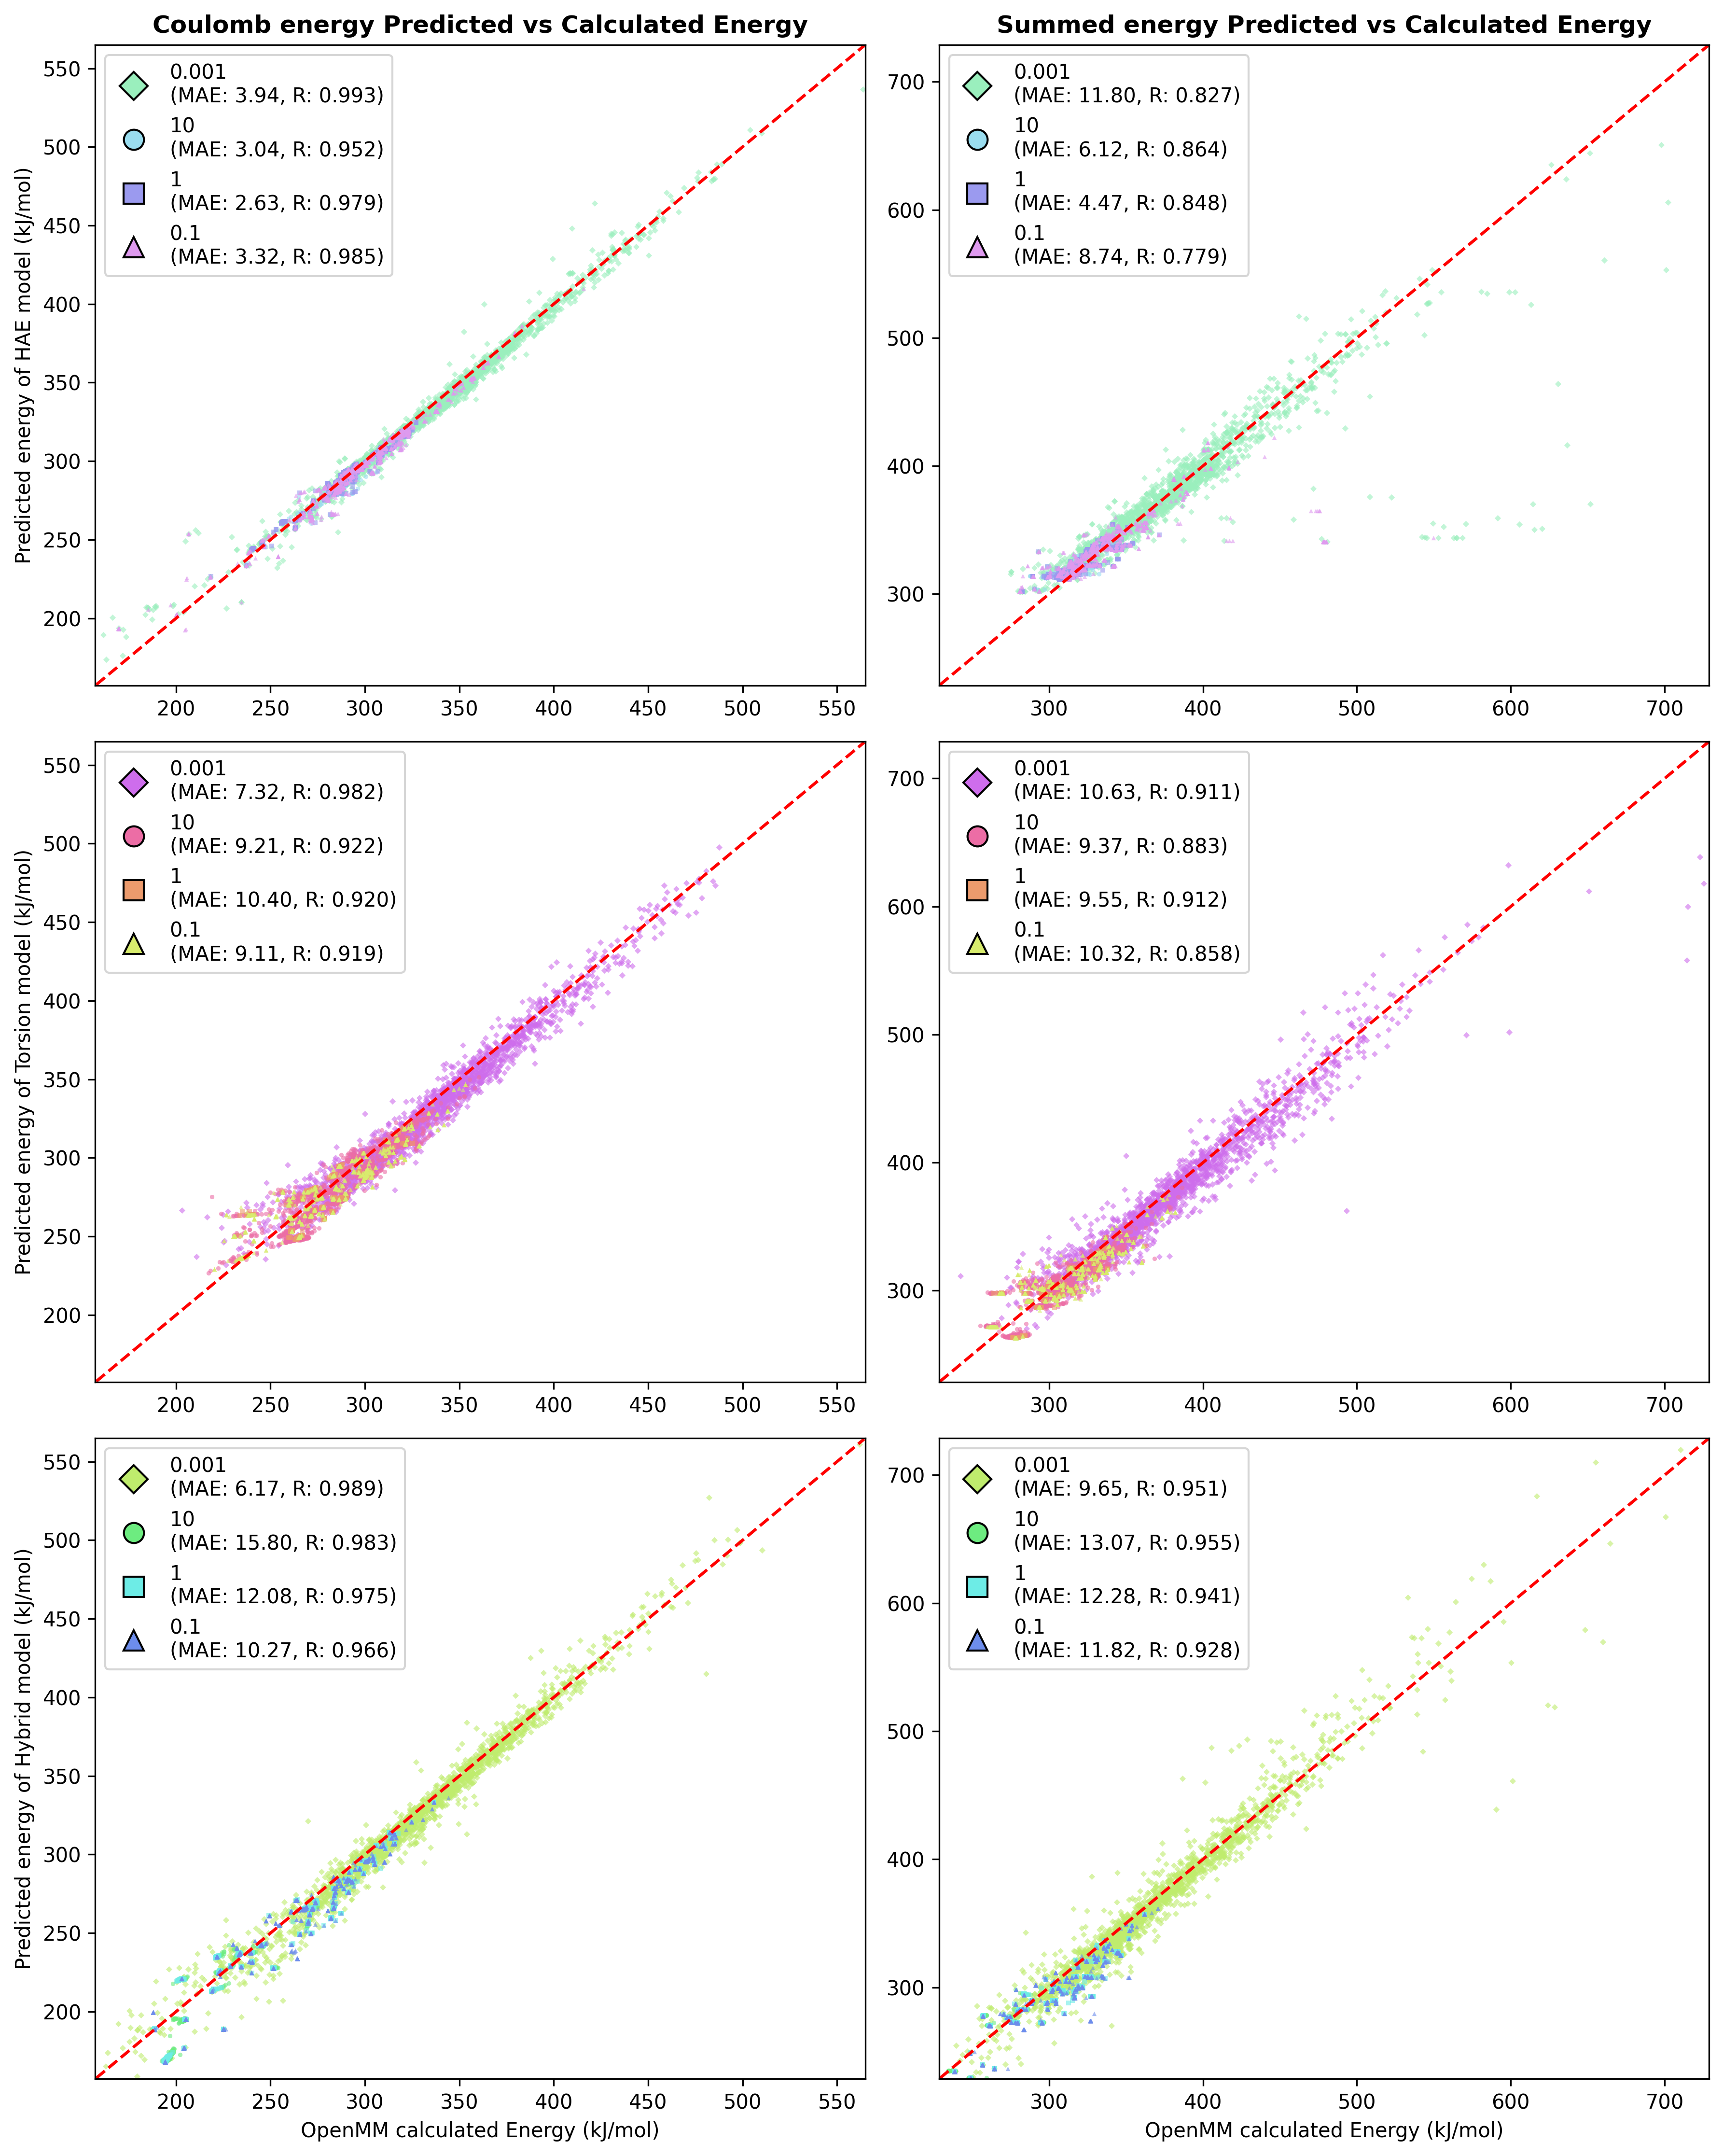 Coulomb energy Predicted vs Calculated Energy
Predicted energy of HAE model (kJ/mol)
550
500
450
400
350
300
250
200
0.001
(MAE: 3.94, R: 0.993)
10
(MAE: 3.04, R: 0.952)
1
(MAE: 2.63, R: 0.979)
0.1
(MAE: 3.32, R: 0.985)
200 250 300 350 400 450 500 550
Summed energy Predicted vs Calculated Energy
700
600
500
400
300
0.001
(MAE: 11.80, R: 0.827)
10
(MAE: 6.12, R: 0.864)
1
(MAE: 4.47, R: 0.848)
0.1
(MAE: 8.74, R: 0.779)
300 400 500 600 700
Predicted energy of Torsion model (kJ/mol)
550
500
450
400
350
300
250
200
0.001
(MAE: 7.32, R: 0.982)
10
(MAE: 9.21, R: 0.922)
1
(MAE: 10.40, R: 0.920)
0.1
(MAE: 9.11, R: 0.919)
200 250 300 350 400 450 500 550
700
600
500
400
300
0.001
(MAE: 10.63, R: 0.911)
10
(MAE: 9.37, R: 0.883)
1
(MAE: 9.55, R: 0.912)
0.1
(MAE: 10.32, R: 0.858)
300 400 500 600 700
Predicted energy of Hybrid model (kJ/mol)
550
500
450
400
350
300
250
200
0.001
(MAE: 6.17, R: 0.989)
10
(MAE: 15.80, R: 0.983)
1
(MAE: 12.08, R: 0.975)
0.1
(MAE: 10.27, R: 0.966)
200 250 300 350 400 450 500 550
OpenMM calculated Energy (kJ/mol)
700
600
500
400
300
0.001
(MAE: 9.65, R: 0.951)
10
(MAE: 13.07, R: 0.955)
1
(MAE: 12.28, R: 0.941)
0.1
(MAE: 11.82, R: 0.928)
300 400 500 600 700
OpenMM calculated Energy (kJ/mol)